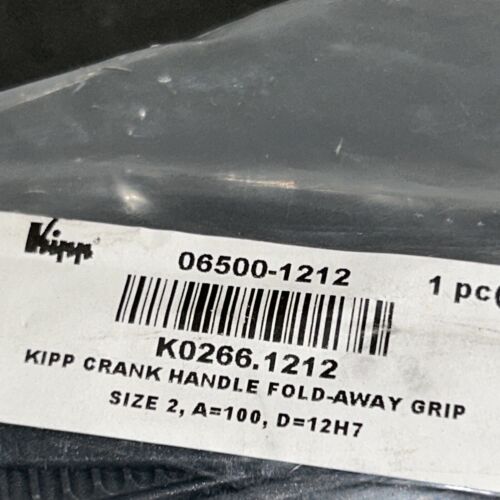 Kipp
06500-1212
1 pc(
K0266.1212
KIPP CRANK HANDLE FOLD-AWAY GRIP
SIZE 2, A=100, D=12H7